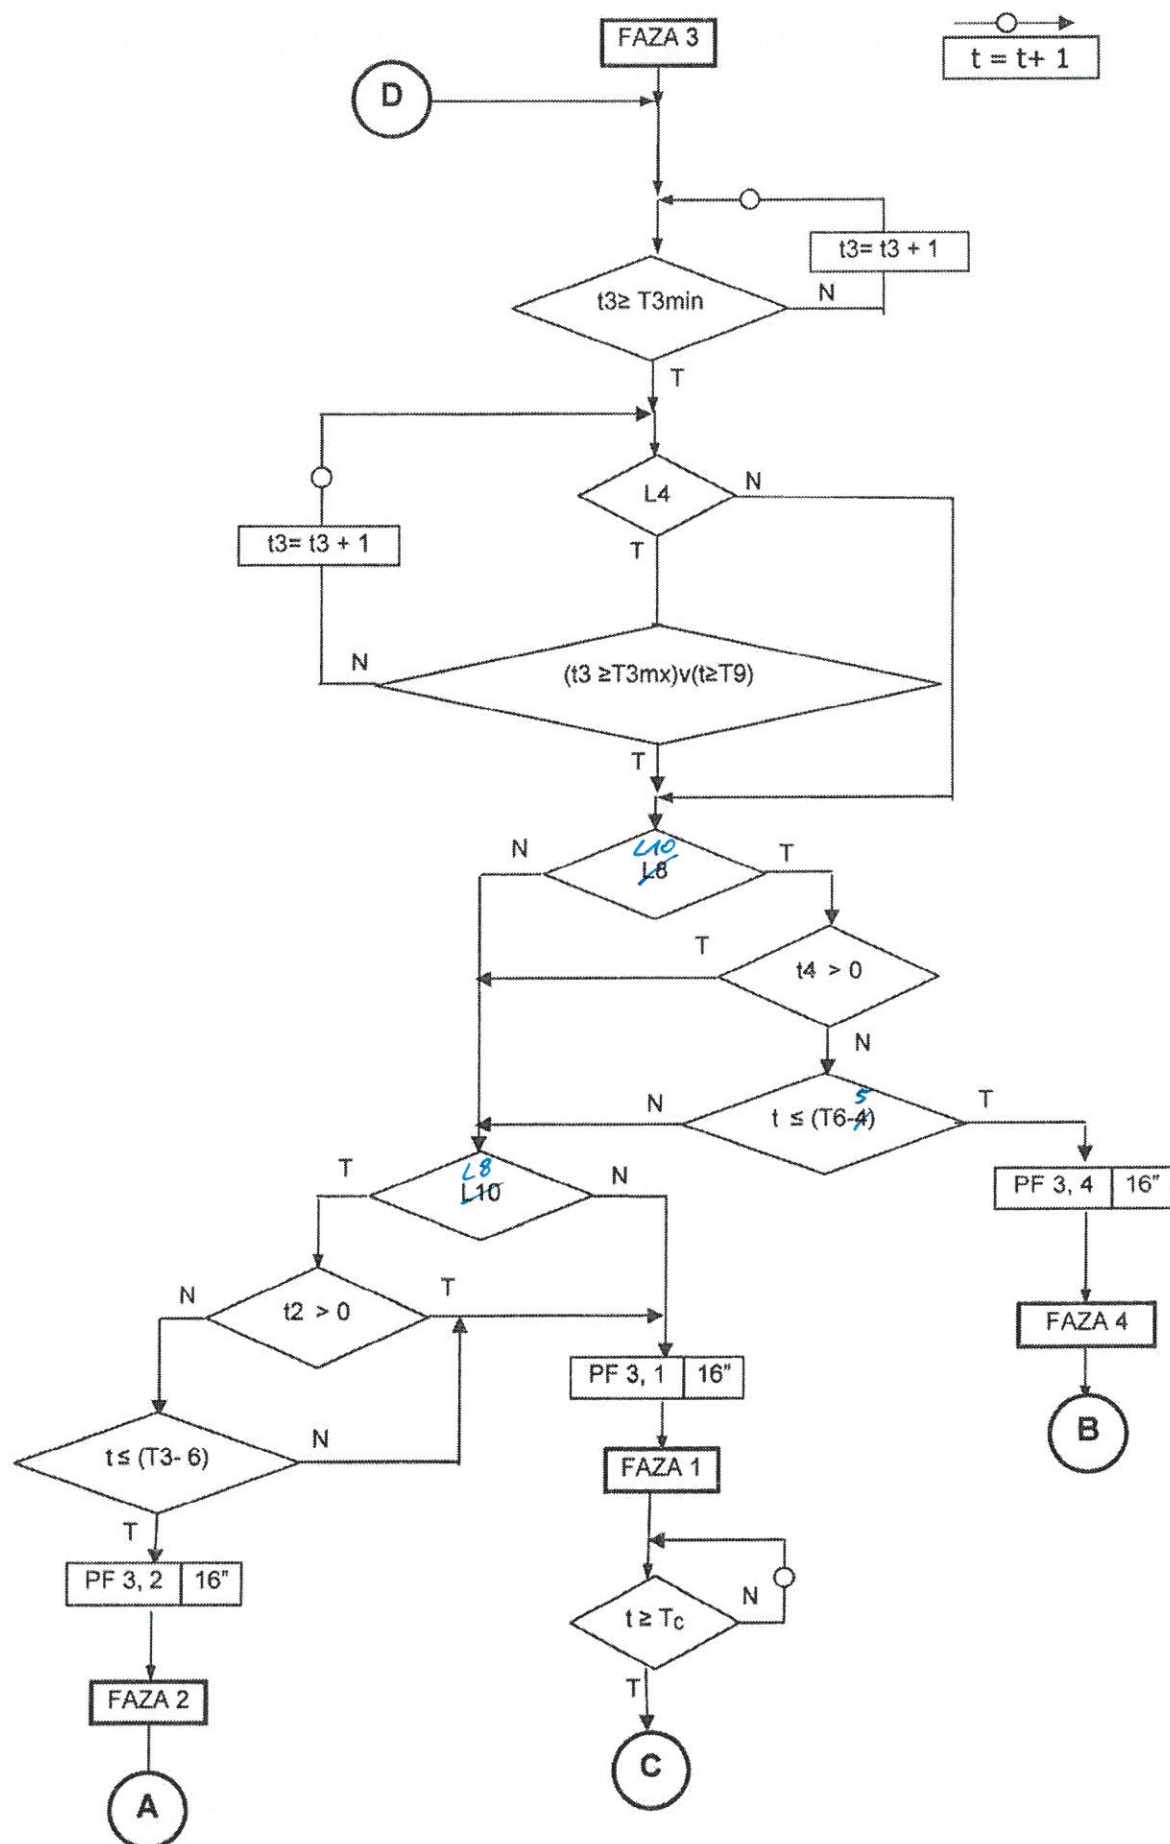 FAZA 3
t = t+ 1
D
t3= t3 + 1
t3≥ T3min
N
T
L4
N
t3= t3 + 1
T
N
(t3 ≥T3mx)v(t≥T9)
T
N
L10
L8
T
T
t4 > 0
N
N
5
t ≤ (T6-4)
T
T
L8
L10
N
PF 3, 4
16"
N
t2 > 0
T
FAZA 4
PF 3, 1
16"
B
t ≤ (T3- 6)
N
FAZA 1
T
PF 3, 2
16"
N
t ≥ Tc
FAZA 2
T
C
A